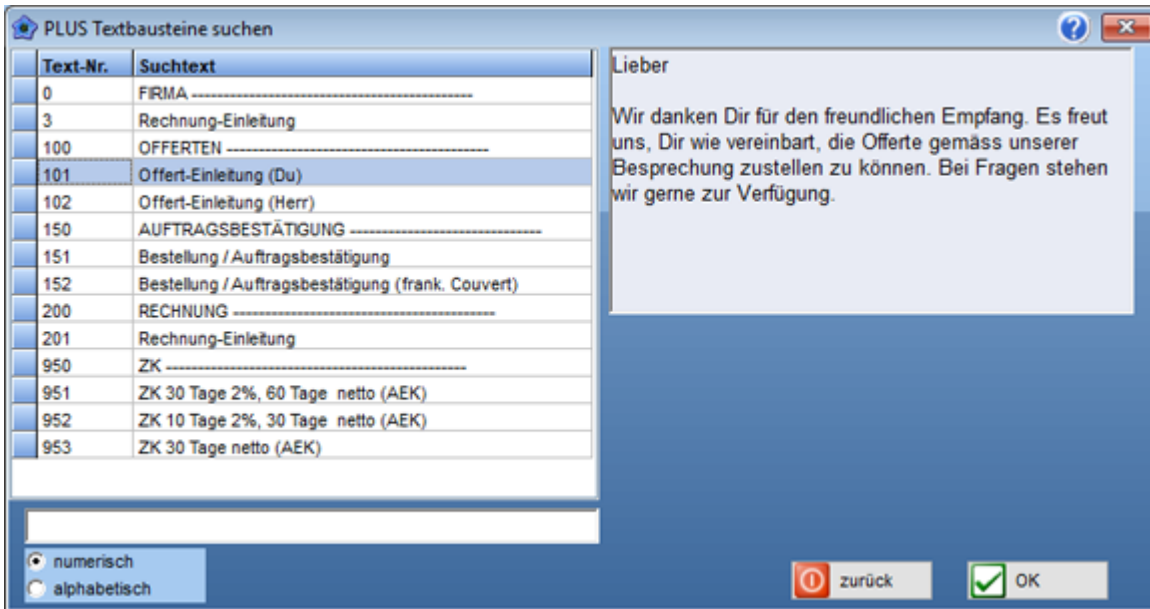 PLUS Textbausteine suchen
Text-Nr. Suchtext
0 FIRMA --------------------------------------------
3 Rechnung-Einleitung
100 OFFERTEN -----------------------------------------
101 Offert-Einleitung (Du)
102 Offert-Einleitung (Herr)
150 AUFTRAGSBESTÄTIGUNG ------------------------------
151 Bestellung / Auftragsbestätigung
152 Bestellung / Auftragsbestätigung (frank. Couvert)
200 RECHNUNG -----------------------------------------
201 Rechnung-Einleitung
950 ZK -----------------------------------------------
951 ZK 30 Tage 2%, 60 Tage  netto (AEK)
952 ZK 10 Tage 2%, 30 Tage  netto (AEK)
953 ZK 30 Tage netto (AEK)
Lieber
Wir danken Dir für den freundlichen Empfang. Es freut
uns, Dir wie vereinbart, die Offerte gemäss unserer
Besprechung zustellen zu können. Bei Fragen stehen
wir gerne zur Verfügung.
numerisch
alphabetisch
zurück
OK